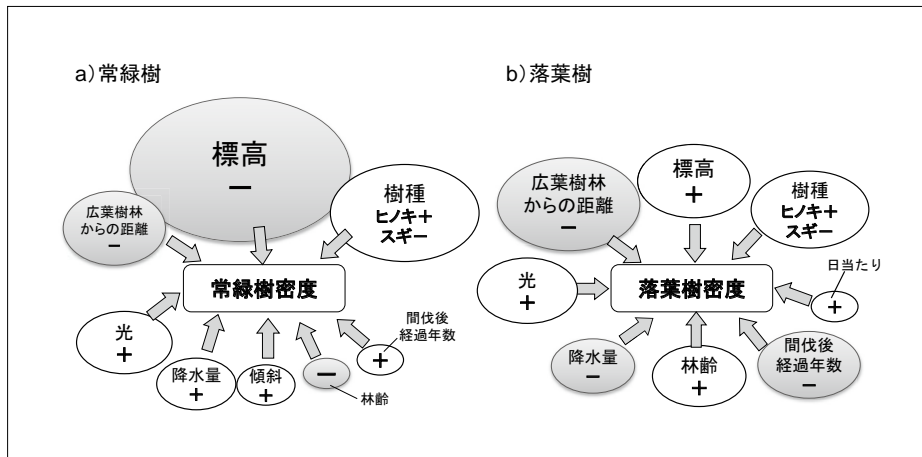 a）常緑樹
標高
－
広葉樹林
からの距離
－
樹種
ヒノキ＋
スギー
常緑樹密度
光
＋
降水量
＋
傾斜
＋
－
林齢
＋
間伐後
経過年数
b）落葉樹
広葉樹林
からの距離
－
標高
＋
樹種
ヒノキ＋
スギー
光
＋
落葉樹密度
日当たり
＋
降水量
－
林齢
＋
間伐後
経過年数
－